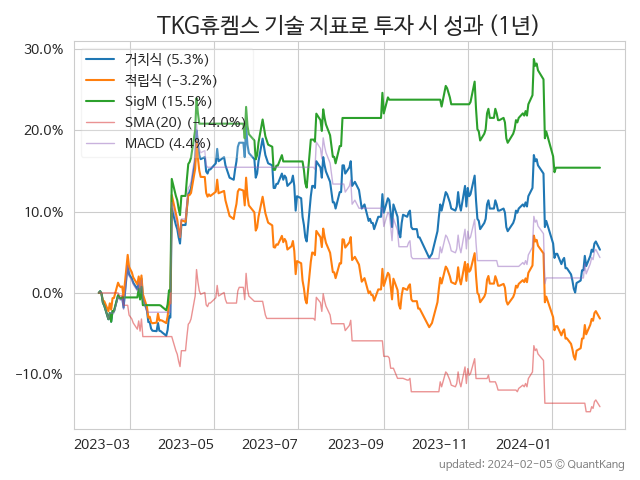 TKG휴켐스 기술 지표로 투자 시 성과 (1년)
30.0%
20.0%
10.0%
0.0%
−10.0%
거치식 (5.3%)
적립식 (−3.2%)
SigM (15.5%)
SMA(20) (−14.0%)
MACD (4.4%)
2023-03
2023-05
2023-07
2023-09
2023-11
2024-01
updated: 2024-02-05 © QuantKang